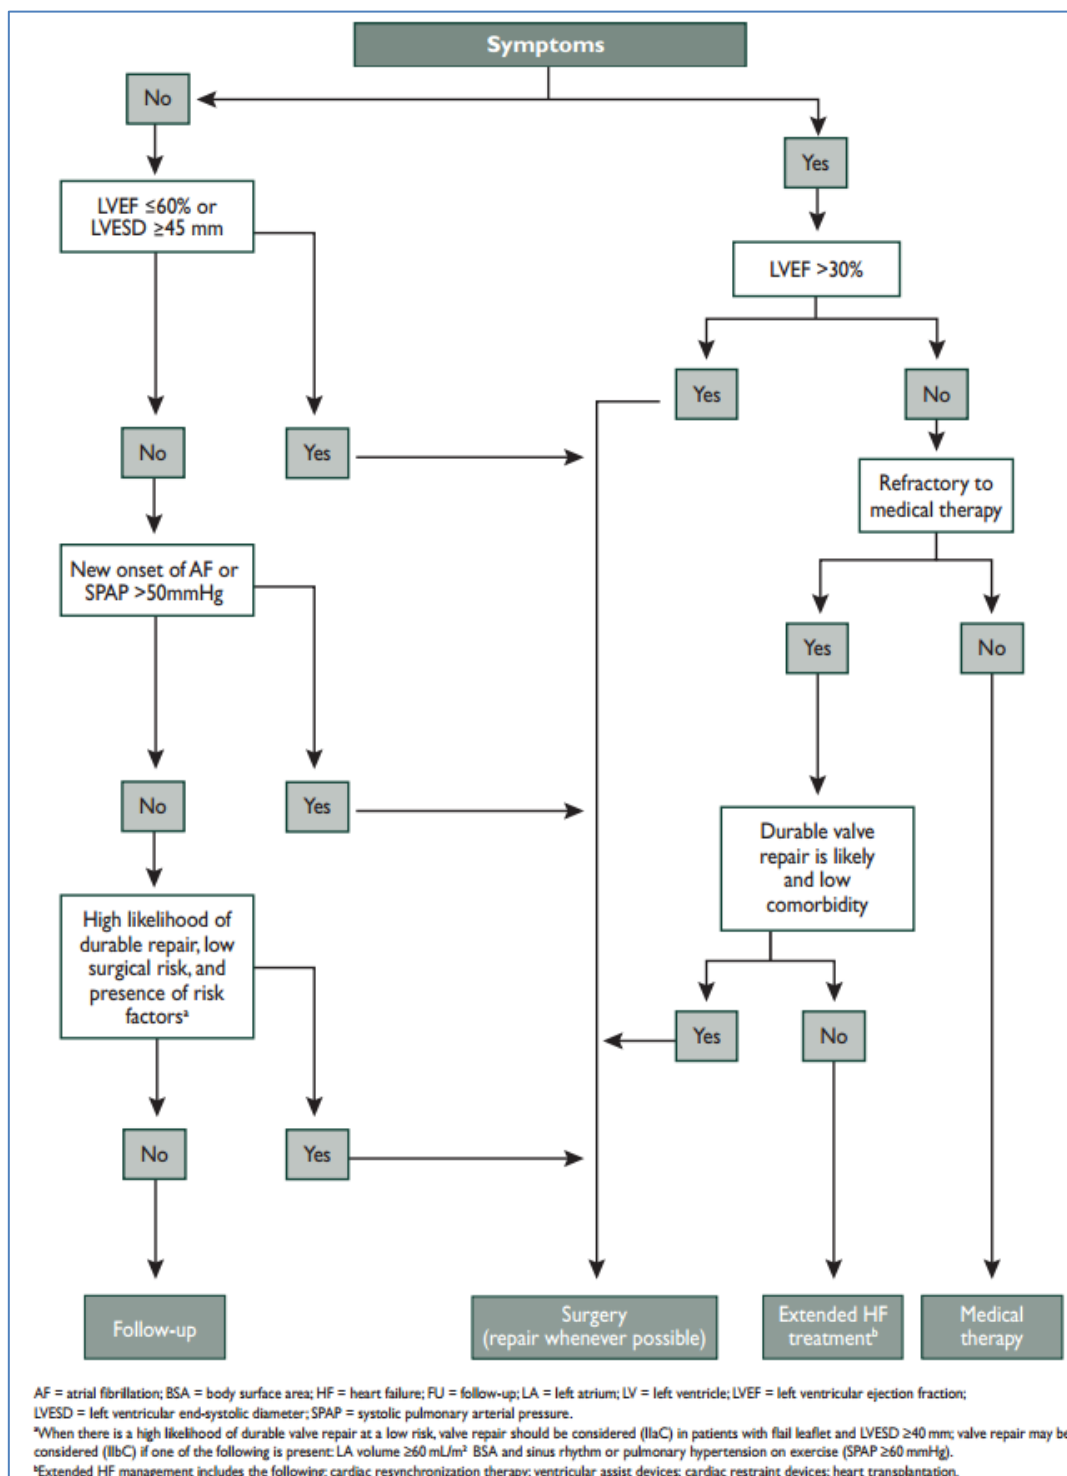 Symptoms
No
Yes
LVEF ≤60% or
LVESD ≥45 mm
LVEF >30%
Yes
No
No
Yes
Refractory to
medical therapy
New onset of AF or
SPAP >50mmHg
Yes
No
No
Yes
Durable valve
repair is likely
and low
comorbidity
High likelihood of
durable repair, low
surgical risk, and
presence of risk
factorsᵃ
Yes
No
No
Yes
Follow-up
Surgery
(repair whenever possible)
Extended HF
treatmentᵇ
Medical
therapy
AF = atrial fibrillation; BSA = body surface area; HF = heart failure; FU = follow-up; LA = left atrium; LV = left ventricle; LVEF = left ventricular ejection fraction;
LVESD = left ventricular end-systolic diameter; SPAP = systolic pulmonary arterial pressure.
ᵃWhen there is a high likelihood of durable valve repair at a low risk, valve repair should be considered (IIaC) in patients with flail leaflet and LVESD ≥40 mm; valve repair may be
considered (IIbC) if one of the following is present: LA volume ≥60 mL/m² BSA and sinus rhythm or pulmonary hypertension on exercise (SPAP ≥60 mmHg).
ᵇExtended HF management includes the following: cardiac resynchronization therapy; ventricular assist devices; cardiac restraint devices; heart transplantation.